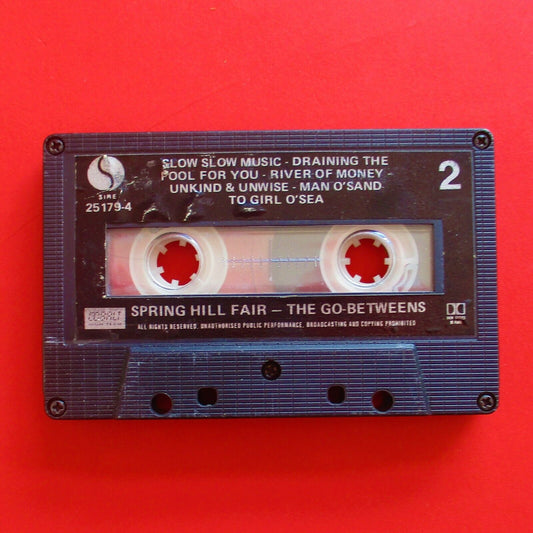 SLOW SLOW MUSIC - DRAINING THE
POOL FOR YOU - RIVER OF MONEY
UNKIND & UNWISE - MAN O'SAND
TO GIRL O'SEA
2
SIRE
25179-4
SPRING HILL FAIR — THE GO-BETWEENS
ALL RIGHTS RESERVED. UNAUTHORISED PUBLIC PERFORMANCE, BROADCASTING AND COPYING PROHIBITED